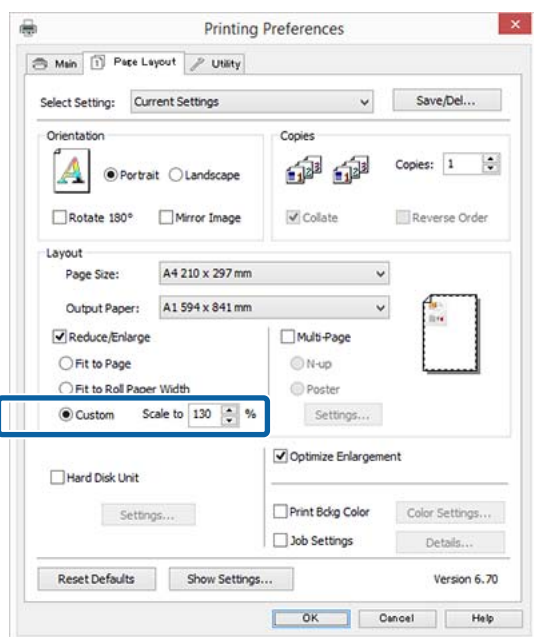 Printing Preferences
Main Page Layout Utility
Select Setting: Current Settings Save/Del...
Orientation
Portrait Landscape
Rotate 180° Mirror Image
Copies
Copies: 1
Collate Reverse Order
Layout
Page Size: A4 210 x 297 mm
Output Paper: A1 594 x 841 mm
Reduce/Enlarge
Fit to Page
Fit to Roll Paper Width
Custom Scale to 130 %
Multi-Page
N-up
Poster
Settings...
Optimize Enlargement
Hard Disk Unit
Settings...
Print Bckg Color Color Settings...
Job Settings Details...
Reset Defaults Show Settings... Version 6.70
OK Cancel Help